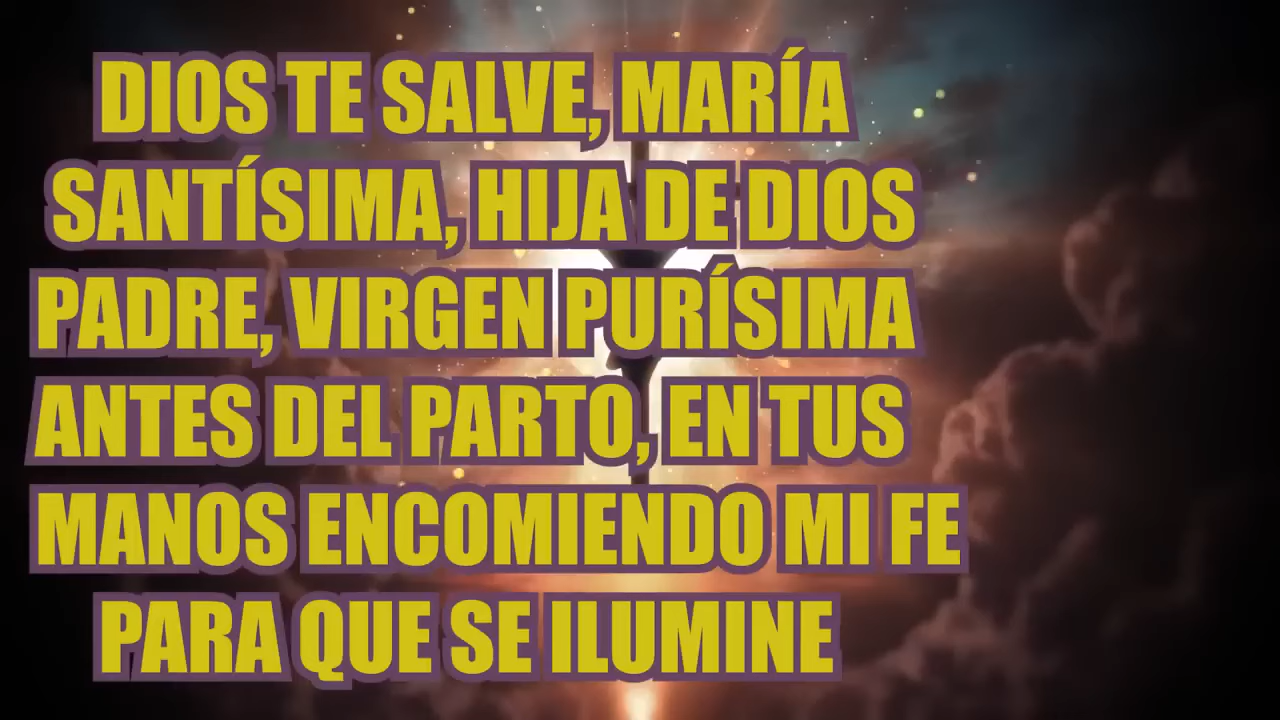 DIOS TE SALVE, MARÍA
SANTÍSIMA, HIJA DE DIOS
PADRE, VIRGEN PURÍSIMA
ANTES DEL PARTO, EN TUS
MANOS ENCOMIENDO MI FE
PARA QUE SE ILUMINE